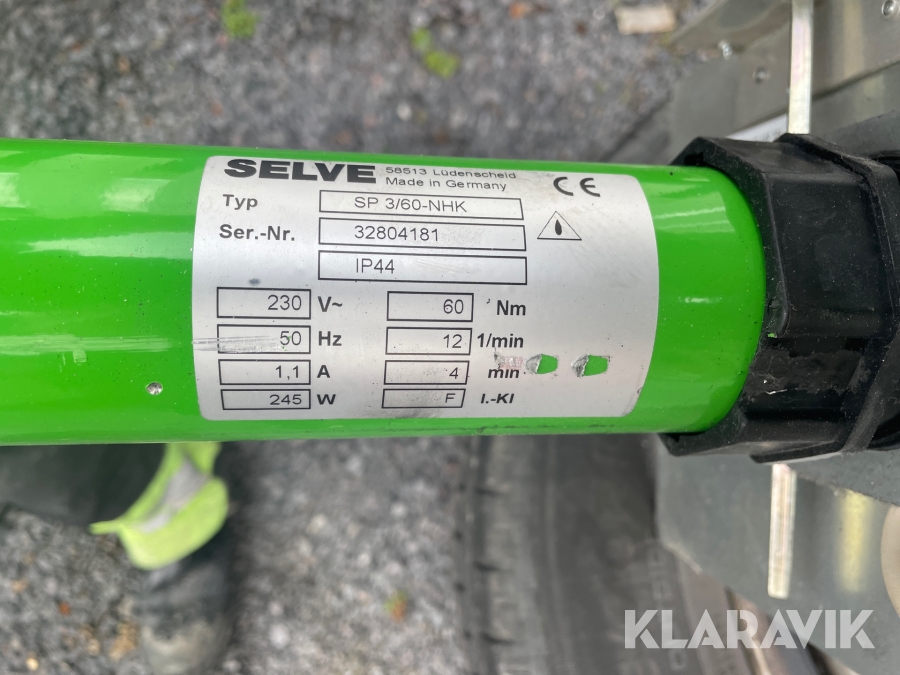 SELVE 58513 Lüdenscheid
Made in Germany
CE
Typ SP 3/60-NHK
Ser.-Nr. 32804181
IP44
230 V~ 60 Nm
50 Hz 12 1/min
1,1 A 4 min
245 W F I.-KI
KLARAVIK